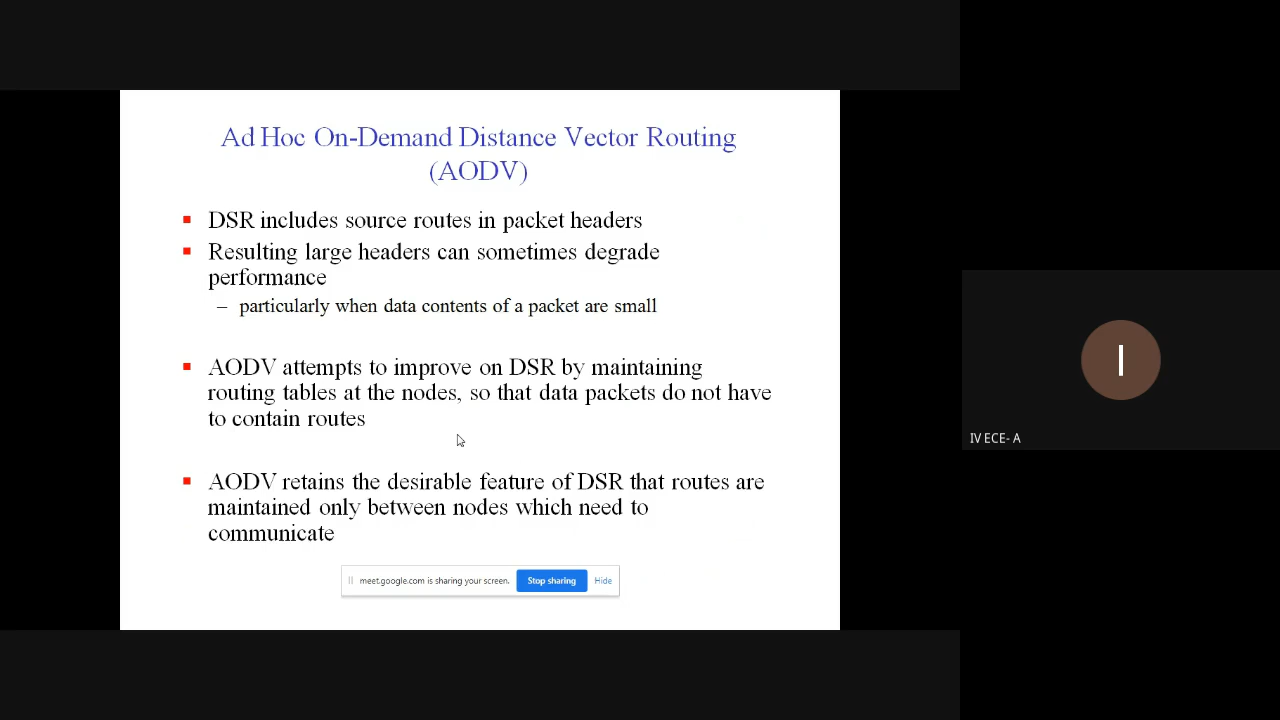 Ad Hoc On-Demand Distance Vector Routing
(AODV)
DSR includes source routes in packet headers
Resulting large headers can sometimes degrade
performance
– particularly when data contents of a packet are small
AODV attempts to improve on DSR by maintaining
routing tables at the nodes, so that data packets do not have
to contain routes
AODV retains the desirable feature of DSR that routes are
maintained only between nodes which need to
communicate
meet.google.com is sharing your screen. Stop sharing Hide
I
IV ECE- A